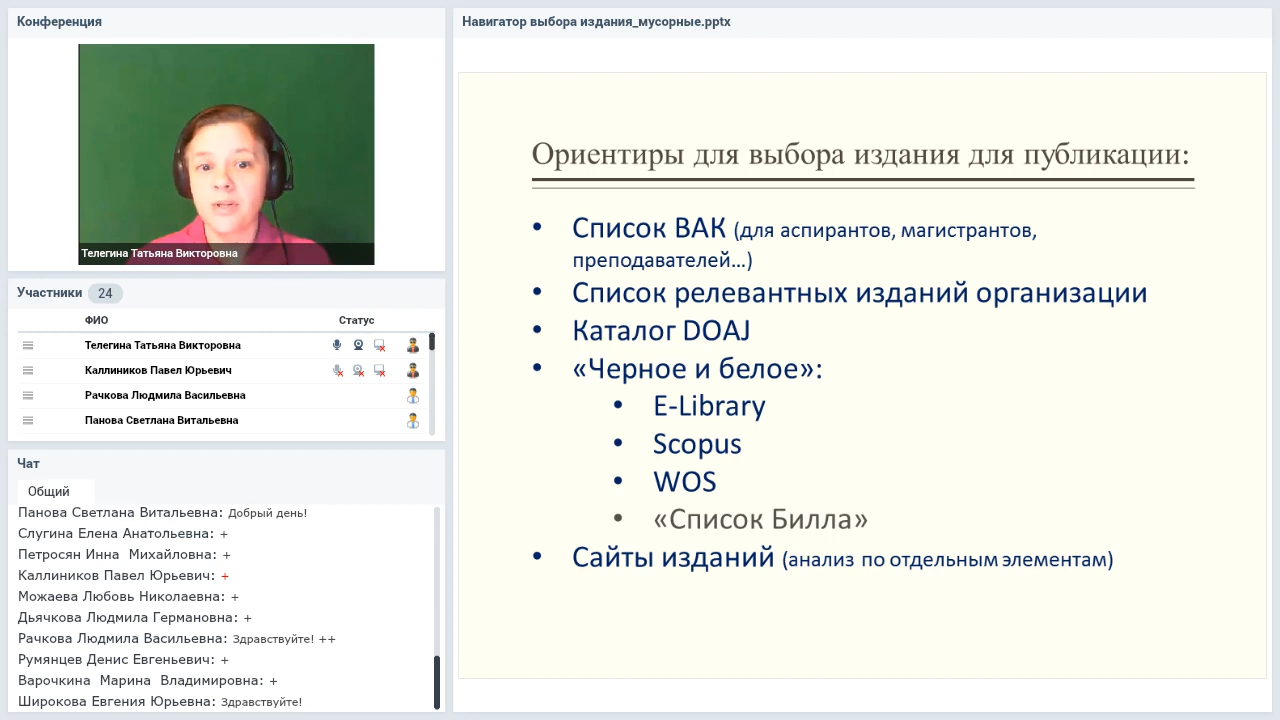 Конференция
Телегина Татьяна Викторовна
Участники 24
ФИО Статус
Телегина Татьяна Викторовна
Каллиников Павел Юрьевич
Рачкова Людмила Васильевна
Панова Светлана Витальевна
Чат
Общий
Панова Светлана Витальевна: Добрый день!
Слугина Елена Анатольевна: +
Петросян Инна Михайловна: +
Каллиников Павел Юрьевич: +
Можаева Любовь Николаевна: +
Дьячкова Людмила Германовна: +
Рачкова Людмила Васильевна: Здравствуйте! ++
Румянцев Денис Евгеньевич: +
Варочкина Марина Владимировна: +
Широкова Евгения Юрьевна: Здравствуйте!
Навигатор выбора издания_мусорные.pptx
Ориентиры для выбора издания для публикации:
• Список ВАК (для аспирантов, магистрантов,
преподавателей...)
• Список релевантных изданий организации
• Каталог DOAJ
• «Черное и белое»:
• E-Library
• Scopus
• WOS
• «Список Билла»
• Сайты изданий (анализ по отдельным элементам)